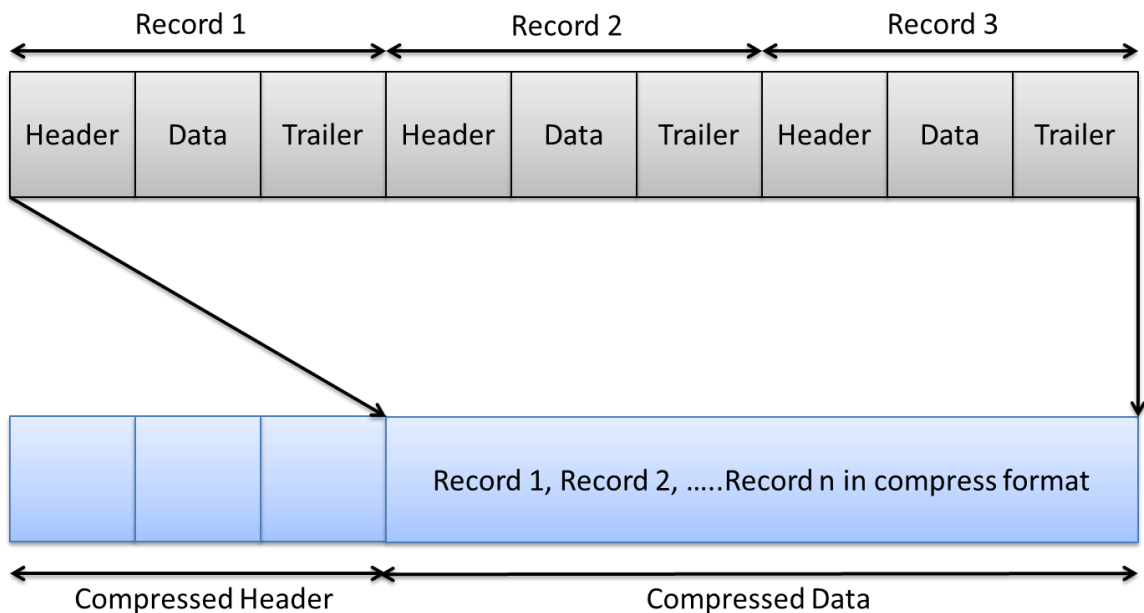 Record 1
Record 2
Record 3
Header
Data
Trailer
Header
Data
Trailer
Header
Data
Trailer
Record 1, Record 2, .....Record n in compress format
Compressed Header
Compressed Data